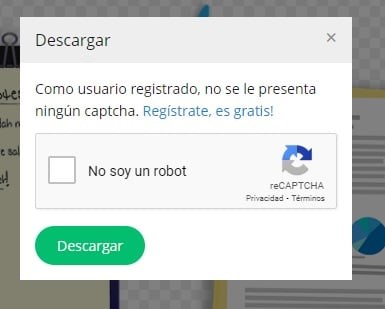 Descargar ×
Como usuario registrado, no se le presenta
ningún captcha. Regístrate, es gratis!
No soy un robot
reCAPTCHA
Privacidad - Términos
Descargar